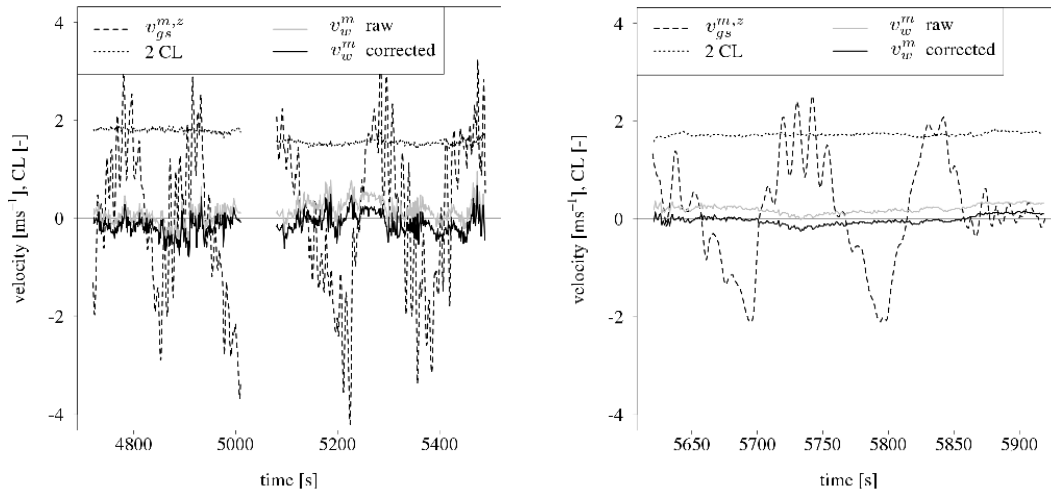 4
2
0
-2
-4
velocity [ms⁻¹], CL [-]
v_gs^m,z
2 CL
v_w^m raw
v_w^m corrected
4800 5000 5200 5400
time [s]
4
2
0
-2
-4
velocity [ms⁻¹], CL [-]
v_gs^m,z
2 CL
v_w^m raw
v_w^m corrected
5650 5700 5750 5800 5850 5900
time [s]